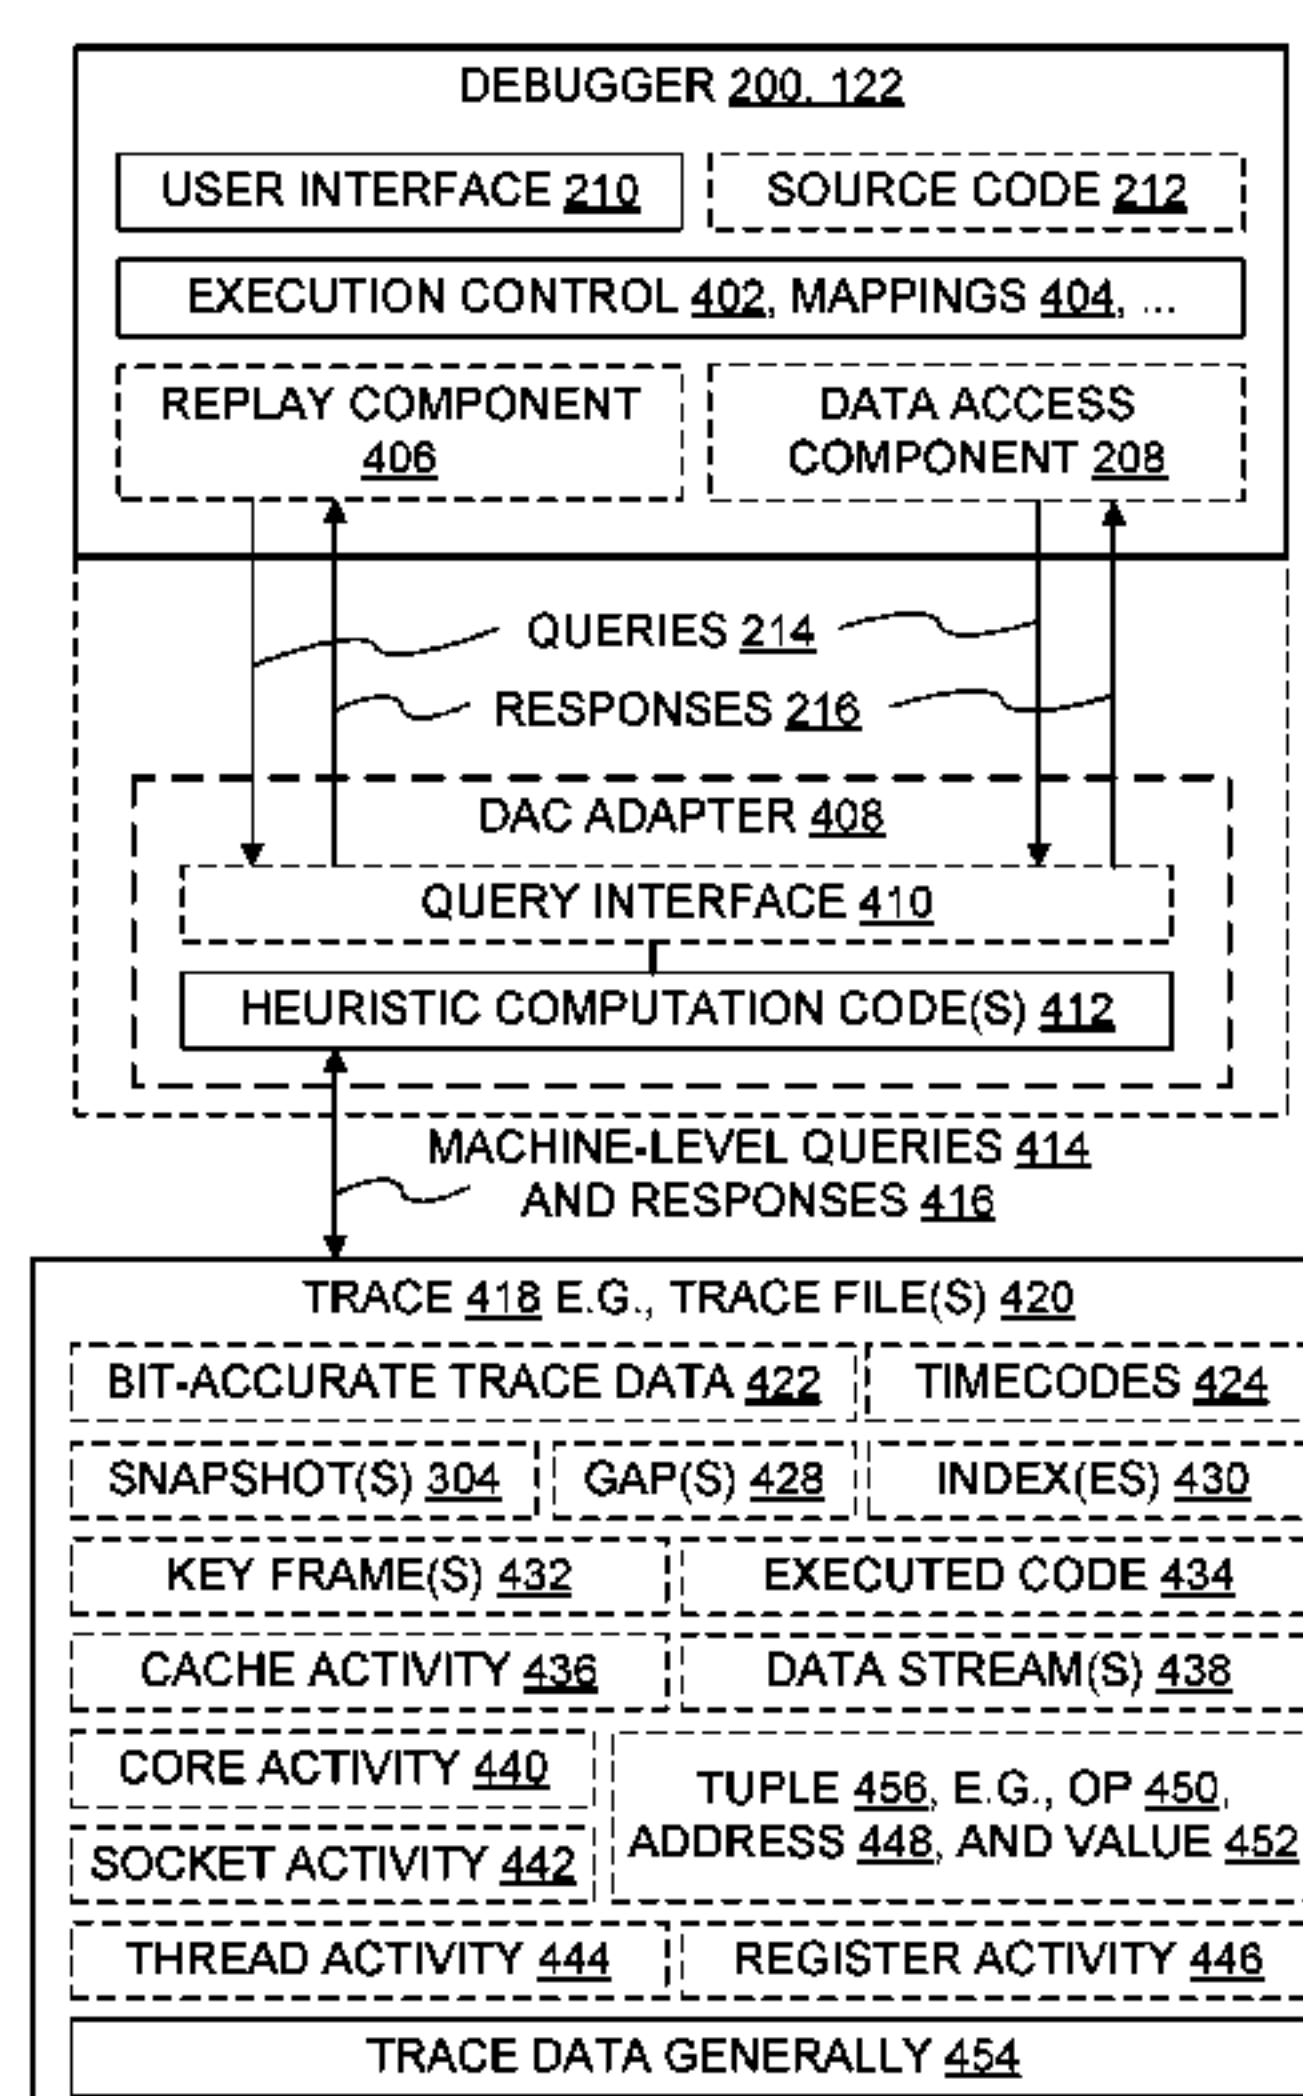 DEBUGGER 200, 122
USER INTERFACE 210
SOURCE CODE 212
EXECUTION CONTROL 402, MAPPINGS 404, ...
REPLAY COMPONENT
406
DATA ACCESS
COMPONENT 208
QUERIES 214
RESPONSES 216
DAC ADAPTER 408
QUERY INTERFACE 410
HEURISTIC COMPUTATION CODE(S) 412
MACHINE-LEVEL QUERIES 414
AND RESPONSES 416
TRACE 418 E.G., TRACE FILE(S) 420
BIT-ACCURATE TRACE DATA 422
TIMECODES 424
SNAPSHOT(S) 304
GAP(S) 428
INDEX(ES) 430
KEY FRAME(S) 432
EXECUTED CODE 434
CACHE ACTIVITY 436
DATA STREAM(S) 438
CORE ACTIVITY 440
SOCKET ACTIVITY 442
TUPLE 456, E.G., OP 450,
ADDRESS 448, AND VALUE 452
THREAD ACTIVITY 444
REGISTER ACTIVITY 446
TRACE DATA GENERALLY 454